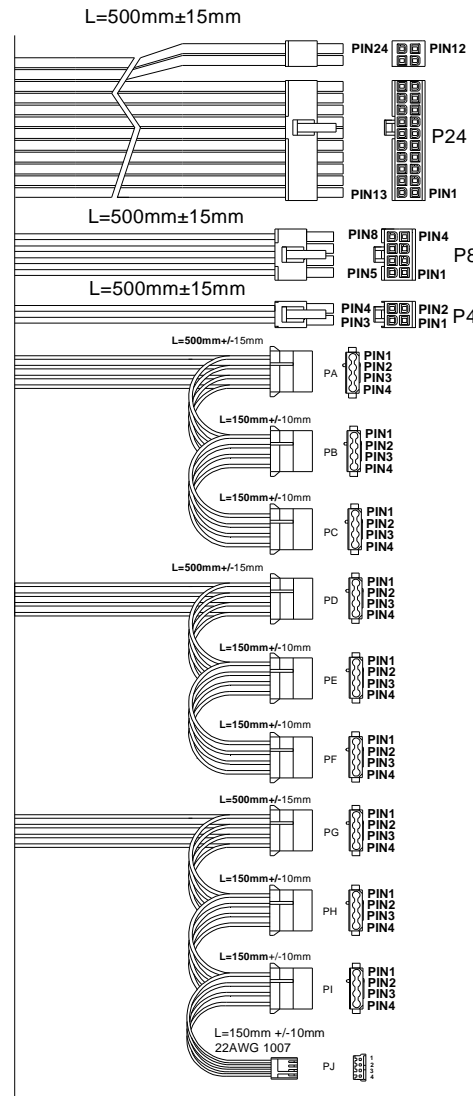 L=500mm±15mm
PIN24 PIN12
P24
PIN13 PIN1
L=500mm±15mm
PIN8 PIN4
P8
PIN5 PIN1
L=500mm±15mm
PIN4 PIN2
P4
PIN3 PIN1
L=500mm+/-15mm
PA
PIN1
PIN2
PIN3
PIN4
L=150mm+/-10mm
PB
PIN1
PIN2
PIN3
PIN4
L=150mm+/-10mm
PC
PIN1
PIN2
PIN3
PIN4
L=500mm+/-15mm
PD
PIN1
PIN2
PIN3
PIN4
L=150mm+/-10mm
PE
PIN1
PIN2
PIN3
PIN4
L=150mm+/-10mm
PF
PIN1
PIN2
PIN3
PIN4
L=500mm+/-15mm
PG
PIN1
PIN2
PIN3
PIN4
L=150mm+/-10mm
PH
PIN1
PIN2
PIN3
PIN4
L=150mm+/-10mm
PI
PIN1
PIN2
PIN3
PIN4
L=150mm +/-10mm
22AWG 1007
PJ
1
2
3
4